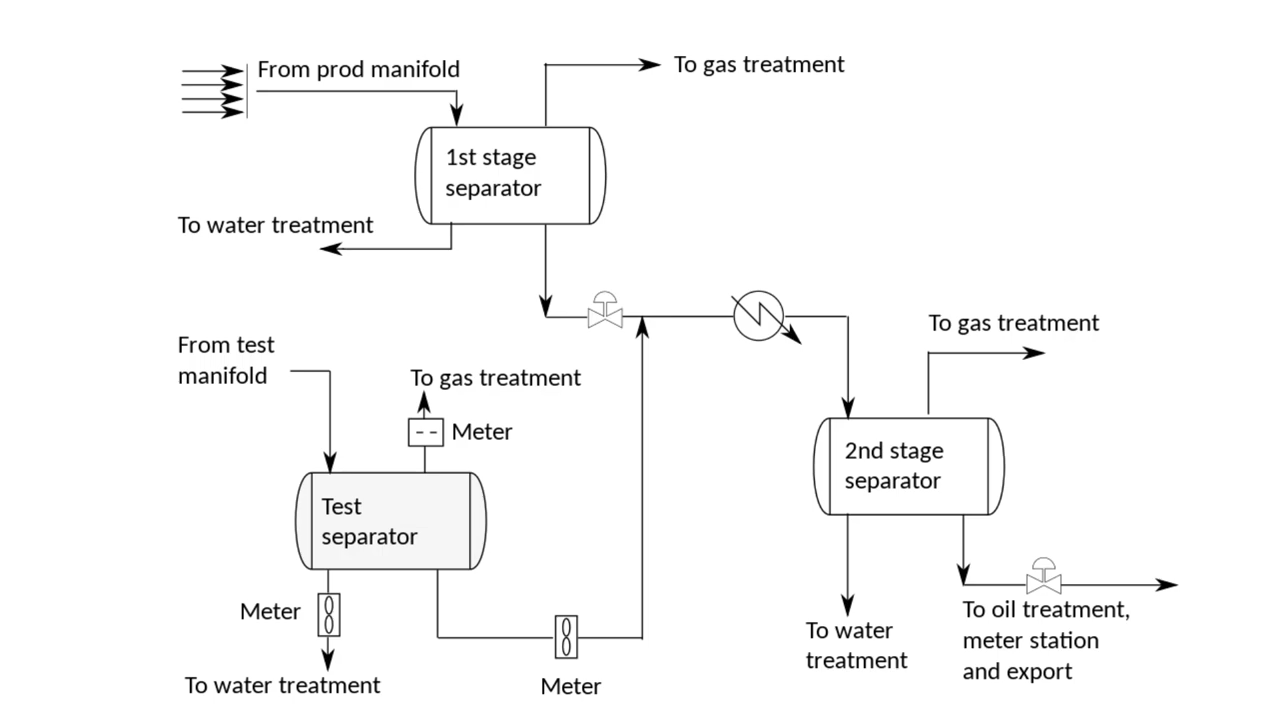 From prod manifold
To gas treatment
1st stage
separator
To water treatment
To gas treatment
From test
manifold
To gas treatment
Meter
2nd stage
separator
Test
separator
Meter
To water treatment
Meter
To water
treatment
To oil treatment,
meter station
and export